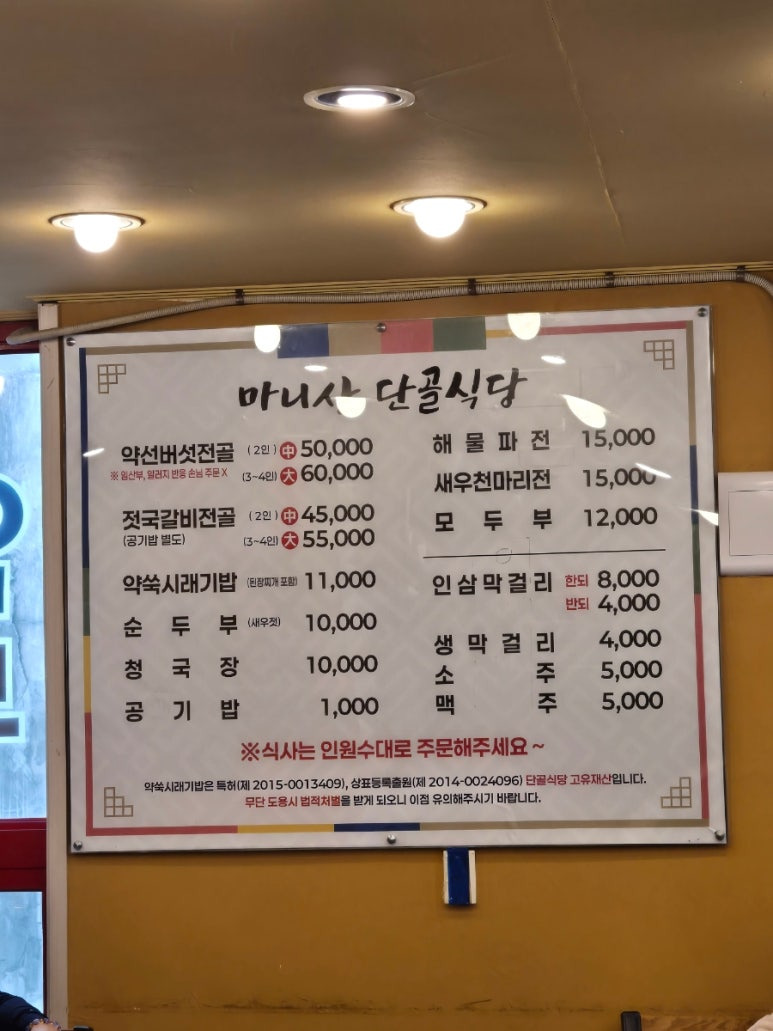 마니산 단골식당
약선버섯전골 (2인) 中 50,000
※ 임산부, 알러지 반응 손님 주문 X (3~4인) 大 60,000
젓국갈비전골 (2인) 中 45,000
(공기밥 별도) (3~4인) 大 55,000
약쑥시래기밥 (된장찌개 포함) 11,000
순두부 (새우젓) 10,000
청국장 10,000
공기밥 1,000
해물파전 15,000
새우천마리전 15,000
모두부 12,000
인삼막걸리 한되 8,000
반되 4,000
생막걸리 4,000
소주 5,000
맥주 5,000
※식사는 인원수대로 주문해주세요 ~
약쑥시래기밥은 특허(제 2015-0013409), 상표등록출원(제 2014-0024096) 단골식당 고유재산입니다.
무단 도용시 법적처벌을 받게 되오니 이점 유의해주시기 바랍니다.